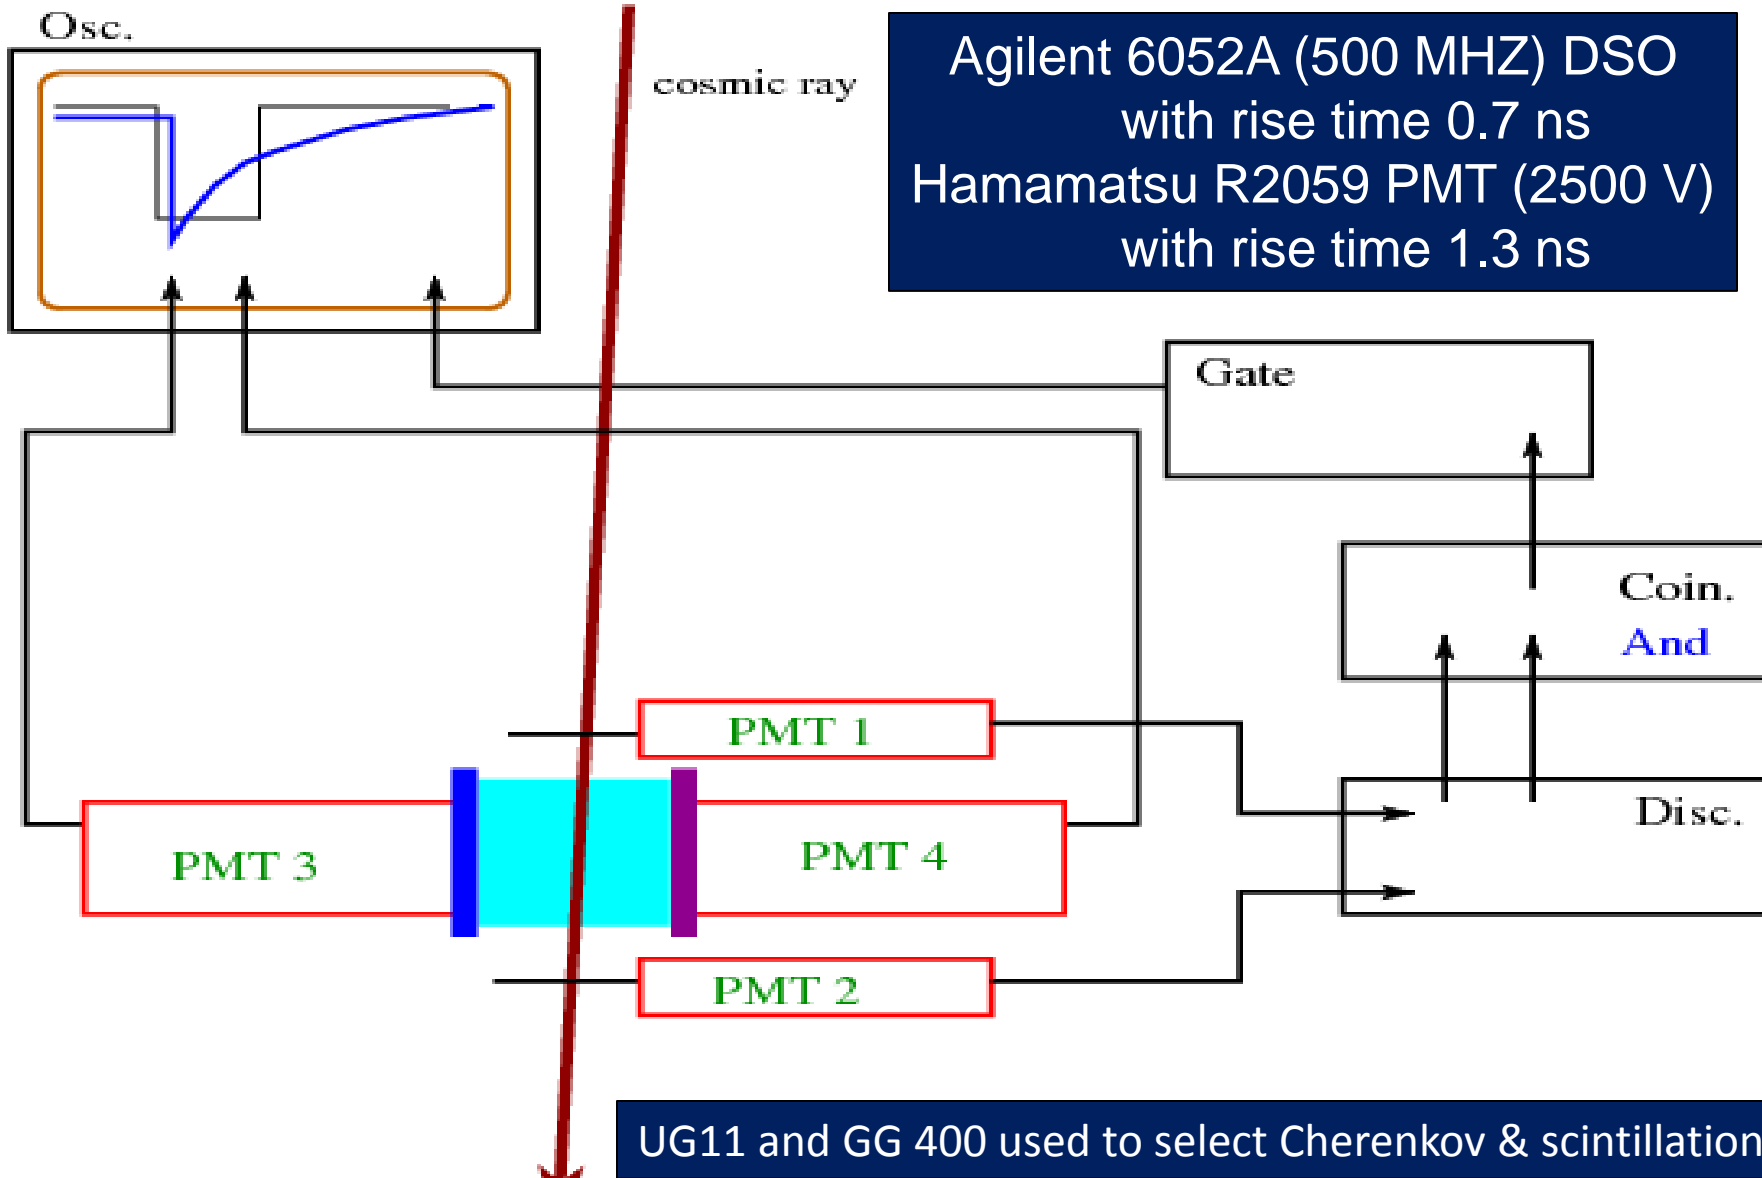 Osc.
cosmic ray
Agilent 6052A (500 MHZ) DSO
with rise time 0.7 ns
Hamamatsu R2059 PMT (2500 V)
with rise time 1.3 ns
Gate
Coin.
And
PMT 1
Disc.
PMT 3
PMT 4
PMT 2
UG11 and GG 400 used to select Cherenkov & scintillation